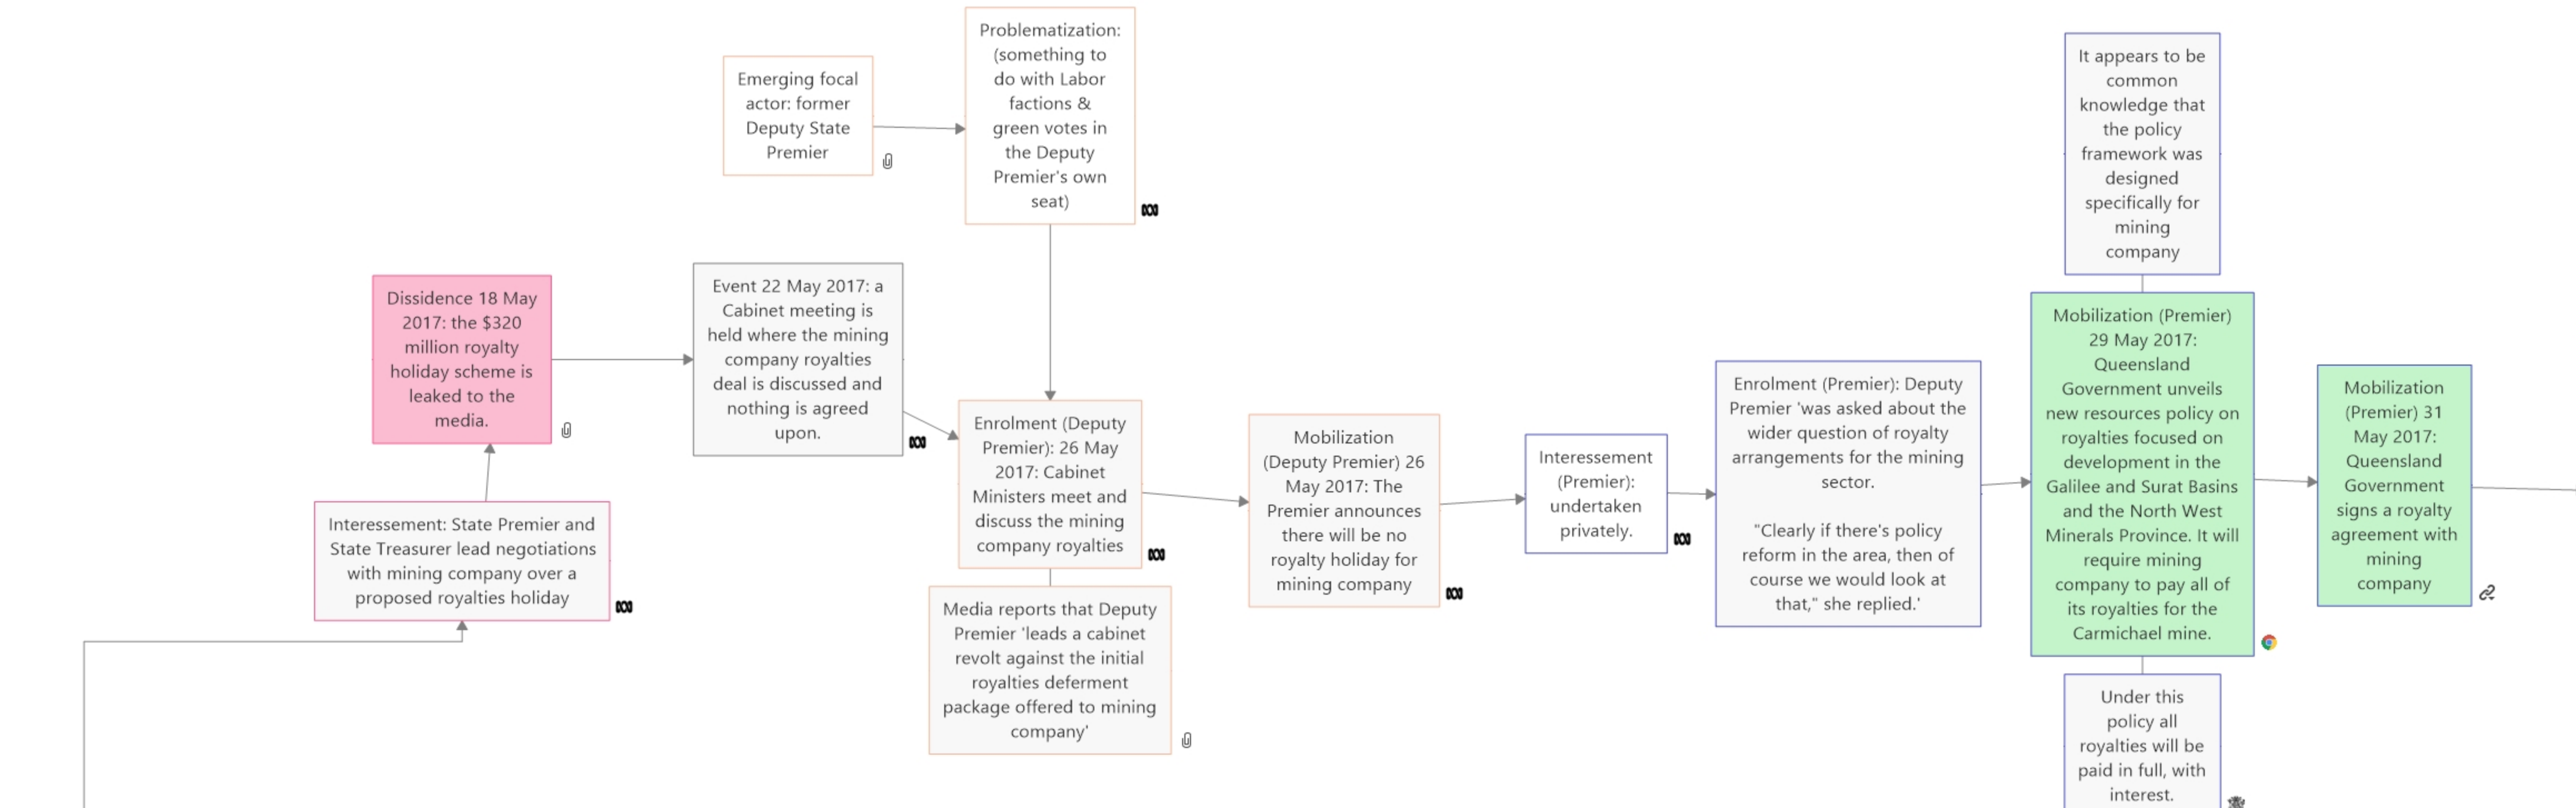 Problematization:
(something to
do with Labor
factions &
green votes in
the Deputy
Premier's own
seat)
Emerging focal
actor: former
Deputy State
Premier
Dissidence 18 May
2017: the $320
million royalty
holiday scheme is
leaked to the
media.
Interessement: State Premier and
State Treasurer lead negotiations
with mining company over a
proposed royalties holiday
Event 22 May 2017: a
Cabinet meeting is
held where the mining
company royalties
deal is discussed and
nothing is agreed
upon.
Enrolment (Deputy
Premier): 26 May
2017: Cabinet
Ministers meet and
discuss the mining
company royalties
Media reports that Deputy
Premier 'leads a cabinet
revolt against the initial
royalties deferment
package offered to mining
company'
Mobilization
(Deputy Premier) 26
May 2017: The
Premier announces
there will be no
royalty holiday for
mining company
Interessement
(Premier):
undertaken
privately.
Enrolment (Premier): Deputy
Premier 'was asked about the
wider question of royalty
arrangements for the mining
sector.
"Clearly if there's policy
reform in the area, then of
course we would look at
that," she replied.'
It appears to be
common
knowledge that
the policy
framework was
designed
specifically for
mining
company
Mobilization (Premier)
29 May 2017:
Queensland
Government unveils
new resources policy on
royalties focused on
development in the
Galilee and Surat Basins
and the North West
Minerals Province. It will
require mining
company to pay all of
its royalties for the
Carmichael mine.
Under this
policy all
royalties will be
paid in full, with
interest.
Mobilization
(Premier) 31
May 2017:
Queensland
Government
signs a royalty
agreement with
mining
company